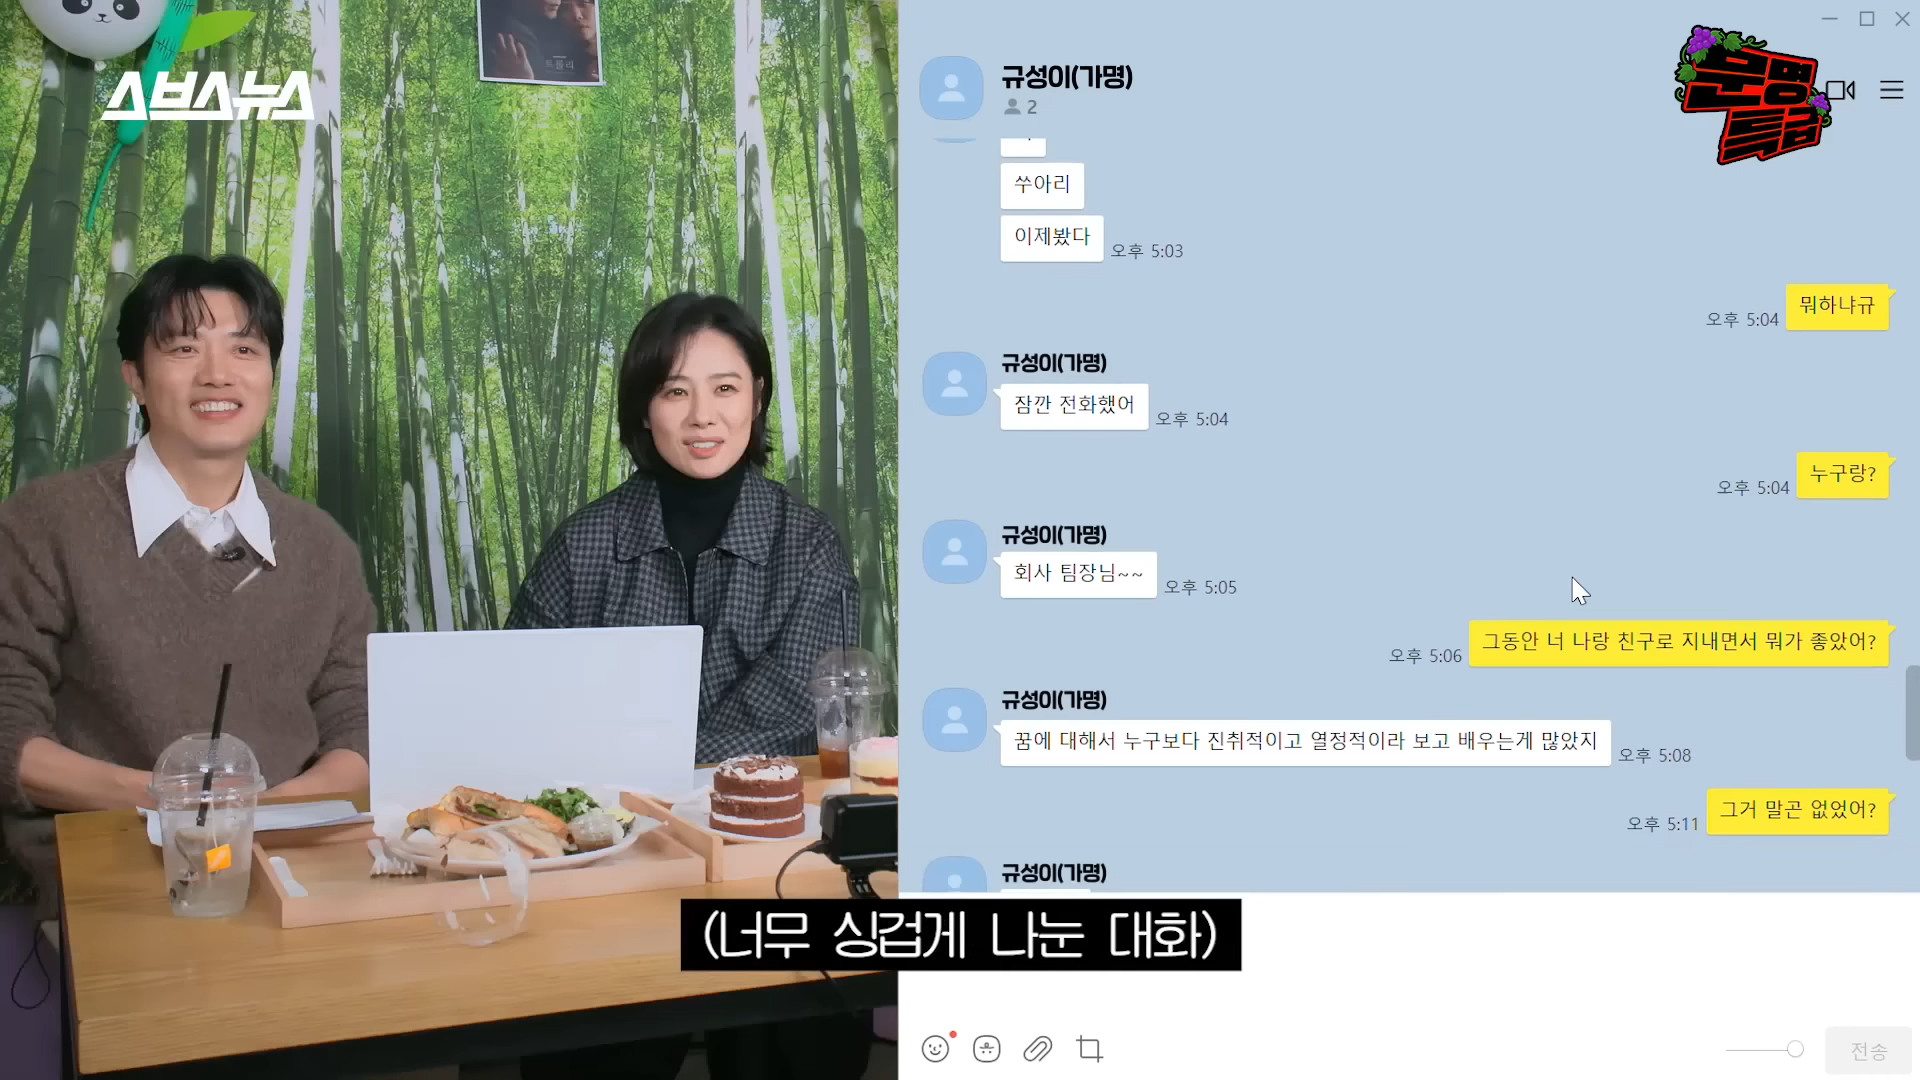 트롤리
스브스뉴스
규성이(가명)
2
운명
특급
쑤아리
이제봤다
오후 5:03
뭐하냐규
오후 5:04
규성이(가명)
잠깐 전화했어
오후 5:04
누구랑?
오후 5:04
규성이(가명)
회사 팀장님~~
오후 5:05
그동안 너 나랑 친구로 지내면서 뭐가 좋았어?
오후 5:06
규성이(가명)
꿈에 대해서 누구보다 진취적이고 열정적이라 보고 배우는게 많았지
오후 5:08
그거 말곤 없었어?
오후 5:11
규성이(가명)
(너무 싱겁게 나눈 대화)
전송